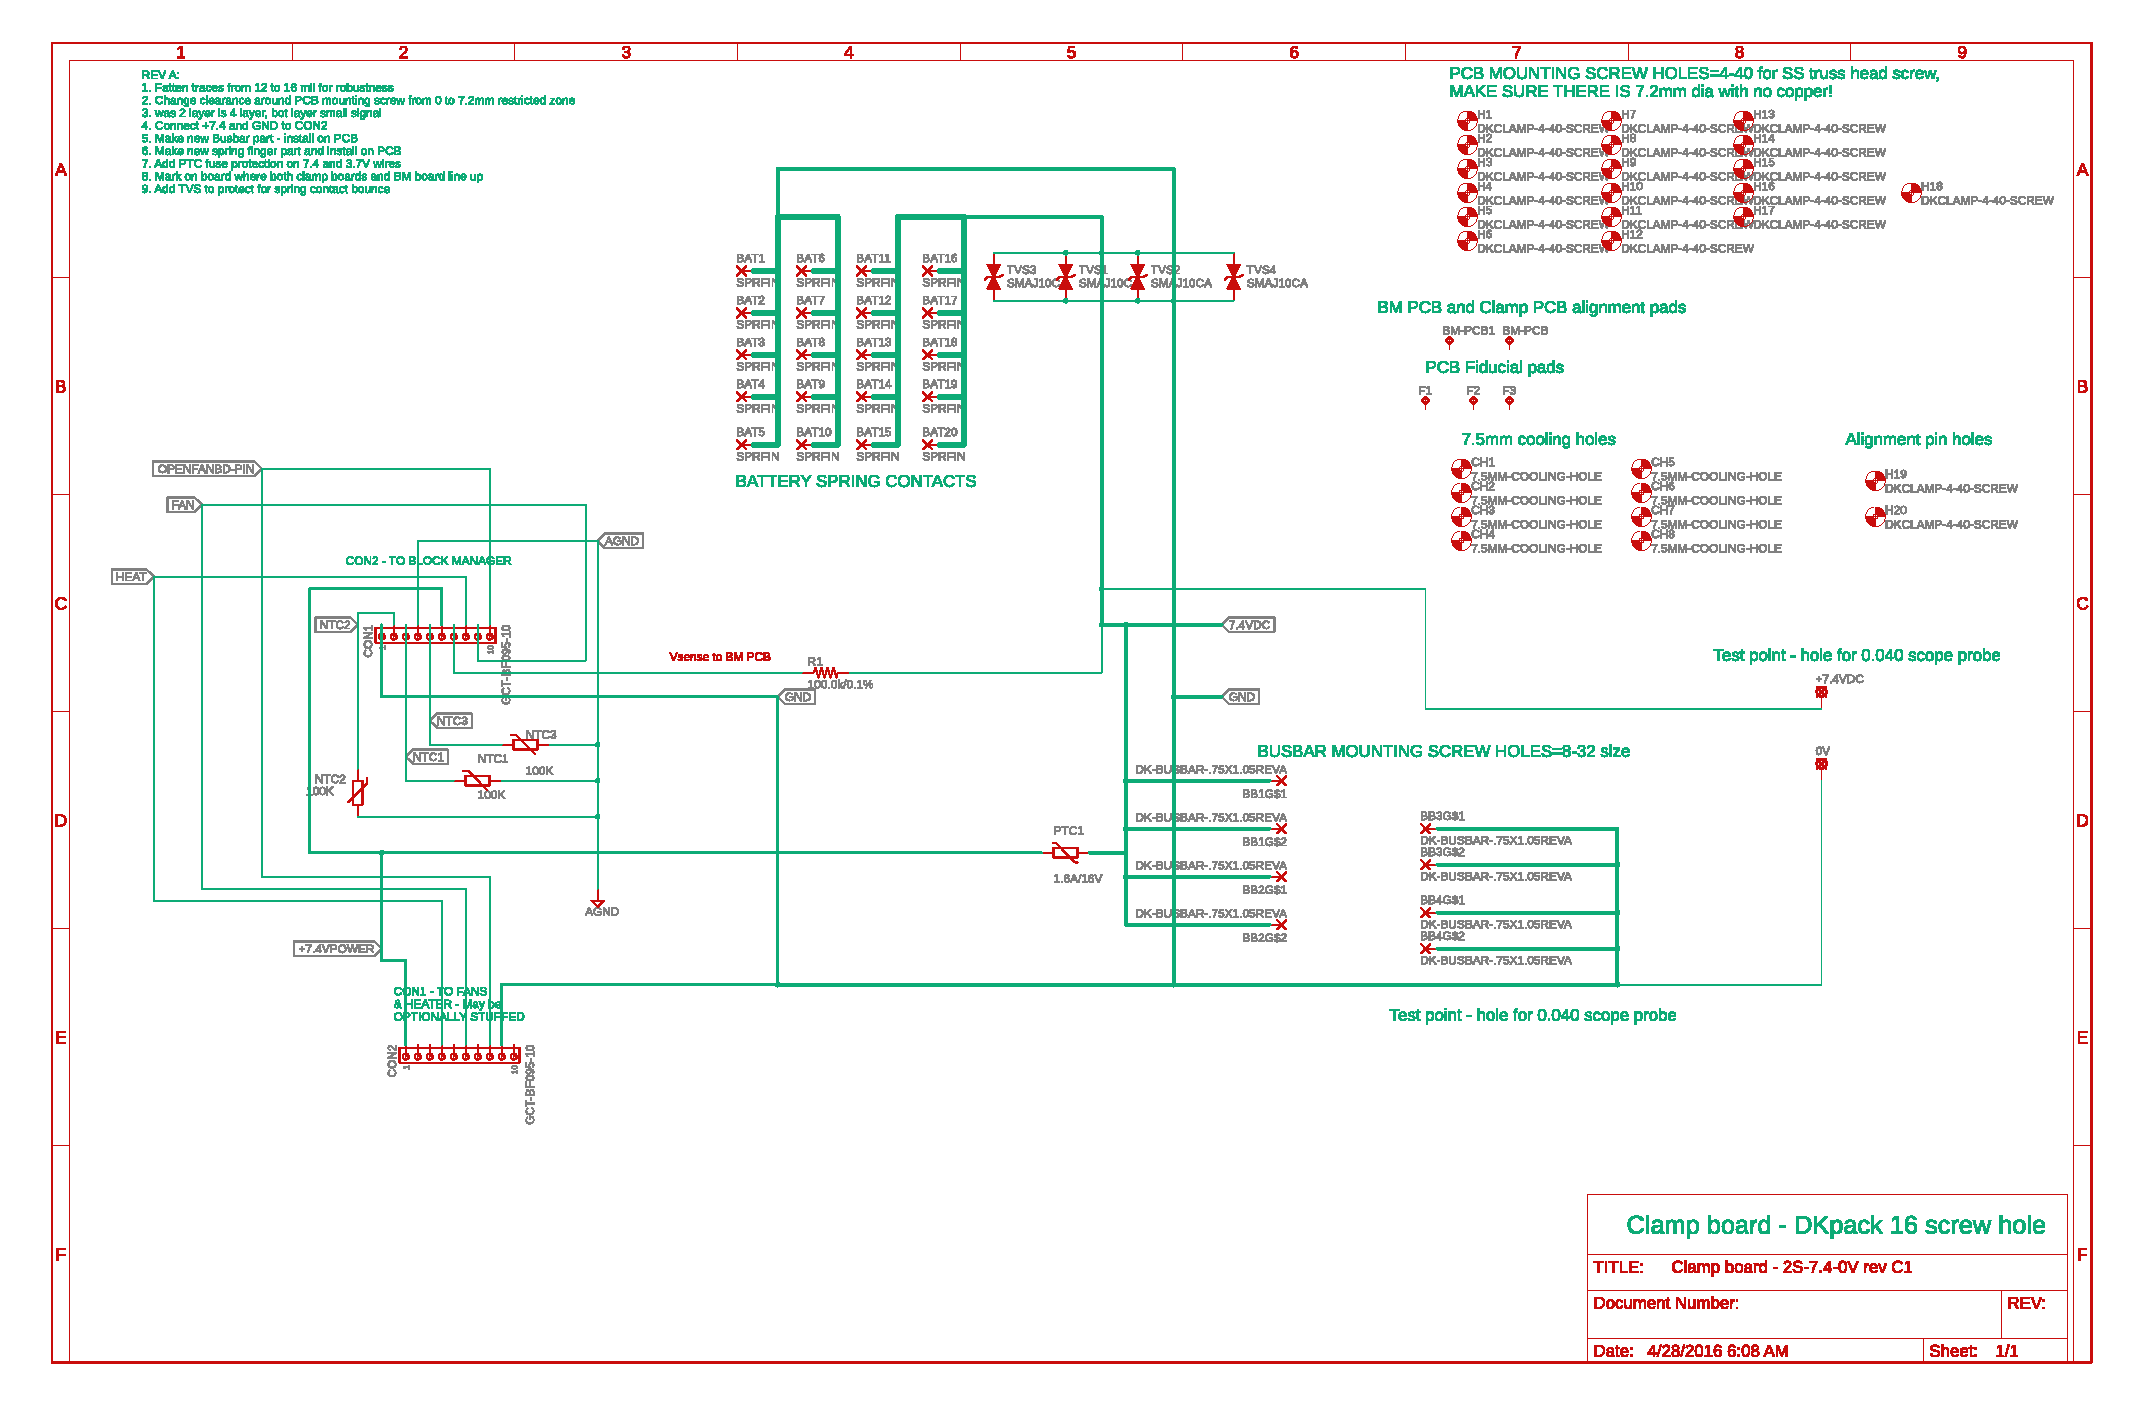 1 2 3 4 5 6 7 8 9
REV A:
1. Fatten traces from 12 to 16 mil for robustness
2. Change clearance around PCB mounting screw from 0 to 7.2mm restricted zone
3. was 2 layer is 4 layer, bot layer small signal
4. Connect +7.4 and GND to CON2
5. Make new Busbar part - install on PCB
6. Make new spring finger part and install on PCB
7. Add PTC fuse protection on 7.4 and 3.7V wires
8. Mark on board where both clamp boards and BM board line up
9. Add TVS to protect for spring contact bounce
PCB MOUNTING SCREW HOLES=4-40 for SS truss head screw,
MAKE SURE THERE IS 7.2mm dia with no copper!
H1 H7 H13
DKCLAMP-4-40-SCREW DKCLAMP-4-40-SCREW DKCLAMP-4-40-SCREW
H2 H8 H14
DKCLAMP-4-40-SCREW DKCLAMP-4-40-SCREW DKCLAMP-4-40-SCREW
H3 H9 H15
DKCLAMP-4-40-SCREW DKCLAMP-4-40-SCREW DKCLAMP-4-40-SCREW
H4 H10 H16 H18
DKCLAMP-4-40-SCREW DKCLAMP-4-40-SCREW DKCLAMP-4-40-SCREW DKCLAMP-4-40-SCREW
H5 H11 H17
DKCLAMP-4-40-SCREW DKCLAMP-4-40-SCREW DKCLAMP-4-40-SCREW
H6 H12
DKCLAMP-4-40-SCREW DKCLAMP-4-40-SCREW
A A
BAT1 BAT6 BAT11 BAT16
SPRFIN SPRFIN SPRFIN SPRFIN
BAT2 BAT7 BAT12 BAT17
SPRFIN SPRFIN SPRFIN SPRFIN
BAT3 BAT8 BAT13 BAT18
SPRFIN SPRFIN SPRFIN SPRFIN
BAT4 BAT9 BAT14 BAT19
SPRFIN SPRFIN SPRFIN SPRFIN
BAT5 BAT10 BAT15 BAT20
SPRFIN SPRFIN SPRFIN SPRFIN
BATTERY SPRING CONTACTS
TVS3 TVS1 TVS2 TVS4
SMAJ10C SMAJ10C SMAJ10CA SMAJ10CA
BM PCB and Clamp PCB alignment pads
BM-PCB1 BM-PCB
PCB Fiducial pads
F1 F2 F3
B B
7.5mm cooling holes
CH1 CH5
7.5MM-COOLING-HOLE 7.5MM-COOLING-HOLE
CH2 CH6
7.5MM-COOLING-HOLE 7.5MM-COOLING-HOLE
CH3 CH7
7.5MM-COOLING-HOLE 7.5MM-COOLING-HOLE
CH4 CH8
7.5MM-COOLING-HOLE 7.5MM-COOLING-HOLE
Alignment pin holes
H19
DKCLAMP-4-40-SCREW
H20
DKCLAMP-4-40-SCREW
OPENFANBD-PIN
FAN
AGND
CON2 - TO BLOCK MANAGER
HEAT
C C
NTC2
CON1
1
10
GCT-BF095-10
Vsense to BM PCB
R1
100.0k/0.1%
GND
7.4VDC
GND
Test point - hole for 0.040 scope probe
+7.4VDC
0V
NTC3
NTC1
NTC3
100K
NTC1
100K
NTC2
100K
AGND
PTC1
1.6A/16V
BUSBAR MOUNTING SCREW HOLES=8-32 size
DK-BUSBAR-.75X1.05REVA
BB1G$1
DK-BUSBAR-.75X1.05REVA
BB1G$2
DK-BUSBAR-.75X1.05REVA
BB2G$1
DK-BUSBAR-.75X1.05REVA
BB2G$2
BB3G$1
DK-BUSBAR-.75X1.05REVA
BB3G$2
DK-BUSBAR-.75X1.05REVA
BB4G$1
DK-BUSBAR-.75X1.05REVA
BB4G$2
DK-BUSBAR-.75X1.05REVA
D D
+7.4VPOWER
CON1 - TO FANS
& HEATER - May be
OPTIONALLY STUFFED
Test point - hole for 0.040 scope probe
E E
CON2
1
10
GCT-BF095-10
F F
Clamp board - DKpack 16 screw hole
TITLE: Clamp board - 2S-7.4-0V rev C1
Document Number: REV:
Date: 4/28/2016 6:08 AM Sheet: 1/1